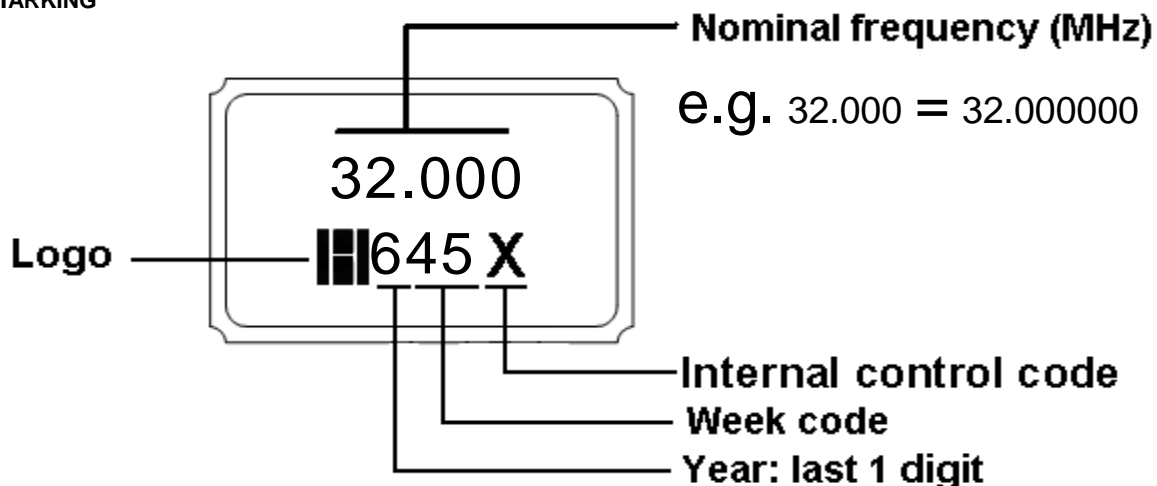 Nominal frequency (MHz)
e.g. 32.000 = 32.000000
32.000
Logo
645 X
Internal control code
Week code
Year: last 1 digit